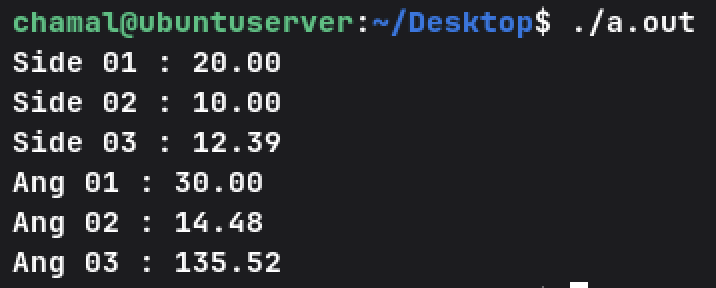 chamal@ubuntuserver:~/Desktop$ ./a.out
Side 01 : 20.00
Side 02 : 10.00
Side 03 : 12.39
Ang 01 : 30.00
Ang 02 : 14.48
Ang 03 : 135.52